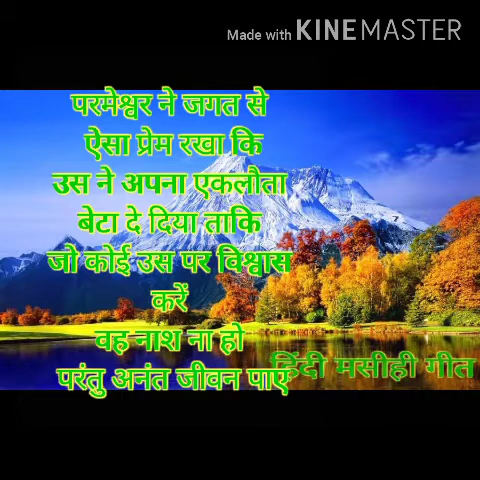 Made with KINEMASTER
परमेश्वर ने जगत से
ऐसा प्रेम रखा कि
उस ने अपना एकलौता
बेटा दे दिया ताकि
जो कोई उस पर विश्वास
करें
वह नाश ना हो
परंतु अनंत जीवन पाएं
हिंदी मसीही गीत